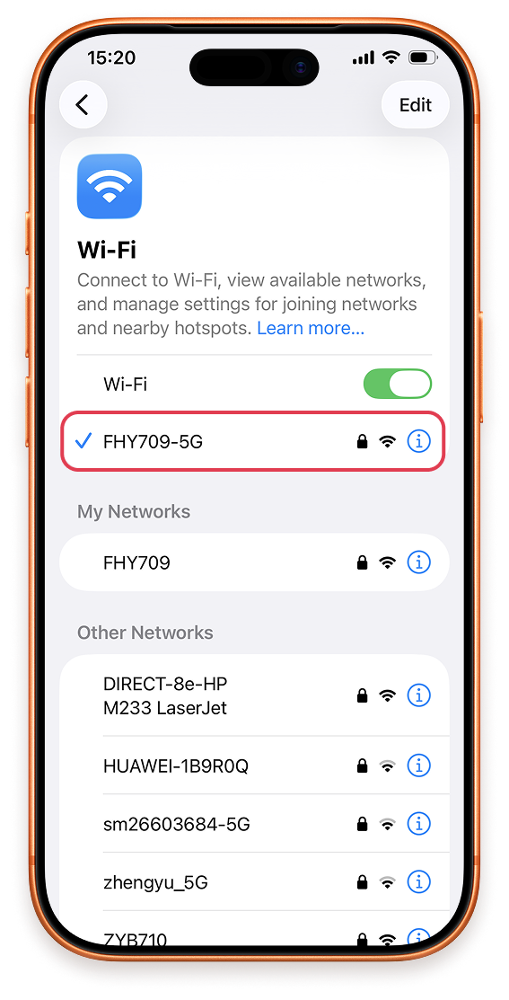 15:20
Edit
Wi-Fi
Connect to Wi-Fi, view available networks,
and manage settings for joining networks
and nearby hotspots. Learn more...
Wi-Fi
FHY709-5G
My Networks
FHY709
Other Networks
DIRECT-8e-HP
M233 LaserJet
HUAWEI-1B9R0Q
sm26603684-5G
zhengyu_5G
ZYB710